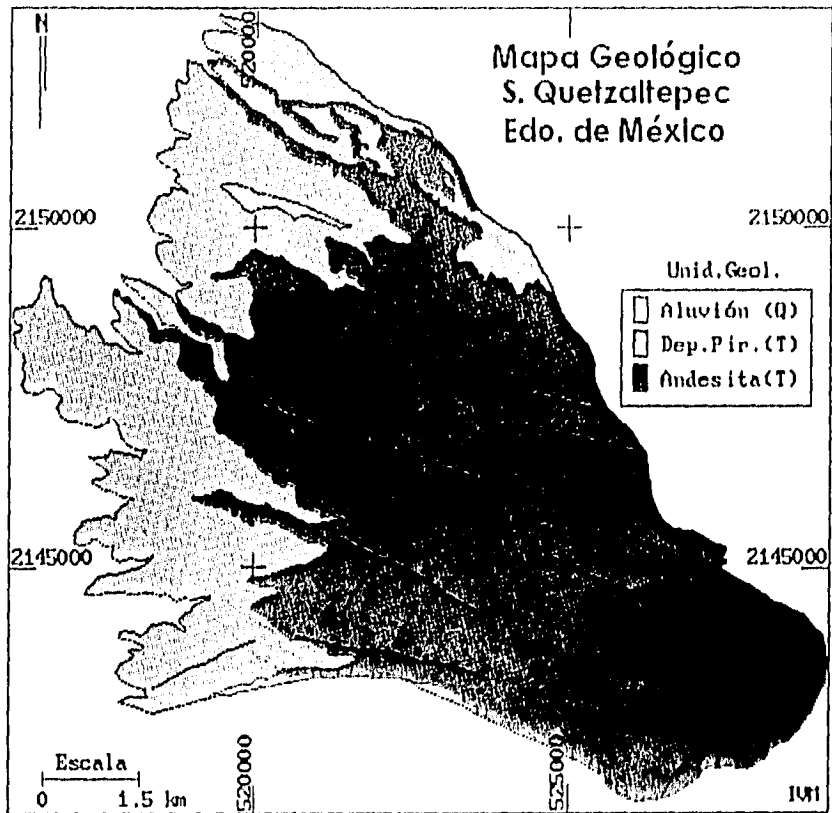 N
520000
Mapa Geológico
S. Quetzaltepec
Edo. de México
2150000
2150000
Unid.Geol.
Aluvión (Q)
Dep.Pir.(T)
Andesita(T)
2145000
2145000
Escala
0 1.5 km
520000
525000
IVM